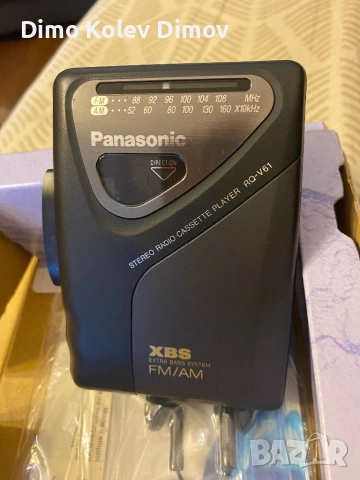 Dimo Kolev Dimov
FM 88 92 96 100 104 108 MHz
AM 52 60 80 100 130 160 X10kHz
Panasonic
DIRECTION
STEREO RADIO CASSETTE PLAYER RQ-V61
XBS
EXTRA BASS SYSTEM
FM/AM
BAZAR